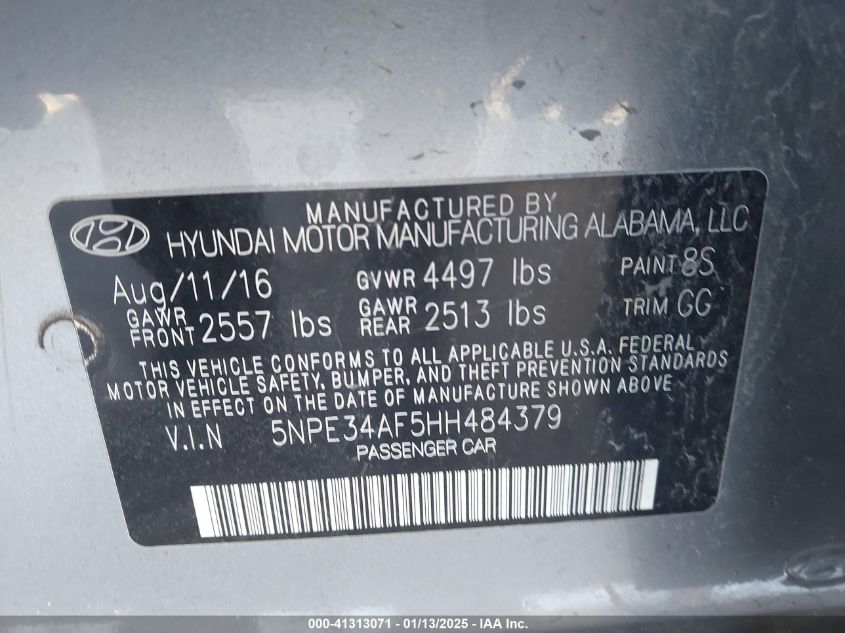 MANUFACTURED BY
HYUNDAI MOTOR MANUFACTURING ALABAMA, LLC
Aug/11/16 GVWR 4497 lbs PAINT 8S
GAWR FRONT 2557 lbs GAWR REAR 2513 lbs TRIM GG
THIS VEHICLE CONFORMS TO ALL APPLICABLE U.S.A. FEDERAL
MOTOR VEHICLE SAFETY, BUMPER, AND THEFT PREVENTION STANDARDS
IN EFFECT ON THE DATE OF MANUFACTURE SHOWN ABOVE
V.I.N 5NPE34AF5HH484379
PASSENGER CAR
000-41313071 - 01/13/2025 - IAA Inc.